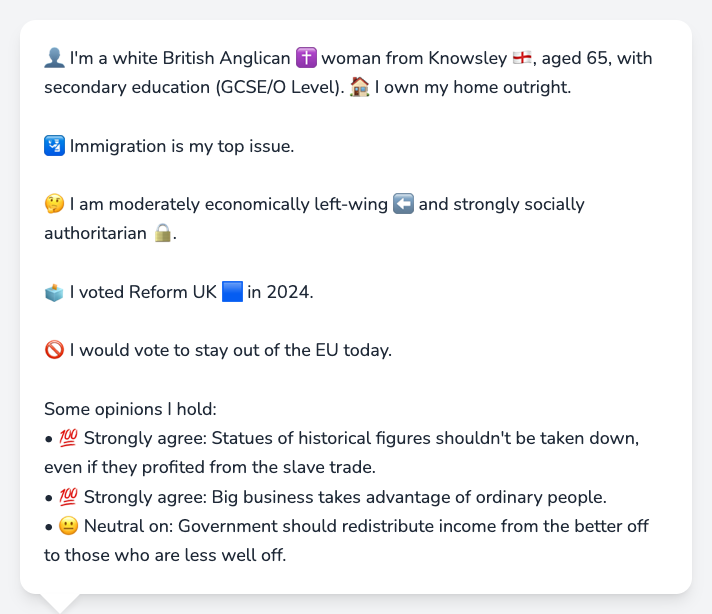 👤 I'm a white British Anglican ✝️ woman from Knowsley 🏴󠁧󠁢󠁥󠁮󠁧󠁿, aged 65, with
secondary education (GCSE/O Level). 🏠 I own my home outright.
🛂 Immigration is my top issue.
🤔 I am moderately economically left-wing ⬅️ and strongly socially
authoritarian 🔒.
🗳️ I voted Reform UK 🟦 in 2024.
🚫 I would vote to stay out of the EU today.
Some opinions I hold:
• 💯 Strongly agree: Statues of historical figures shouldn't be taken down,
even if they profited from the slave trade.
• 💯 Strongly agree: Big business takes advantage of ordinary people.
• 😐 Neutral on: Government should redistribute income from the better off
to those who are less well off.